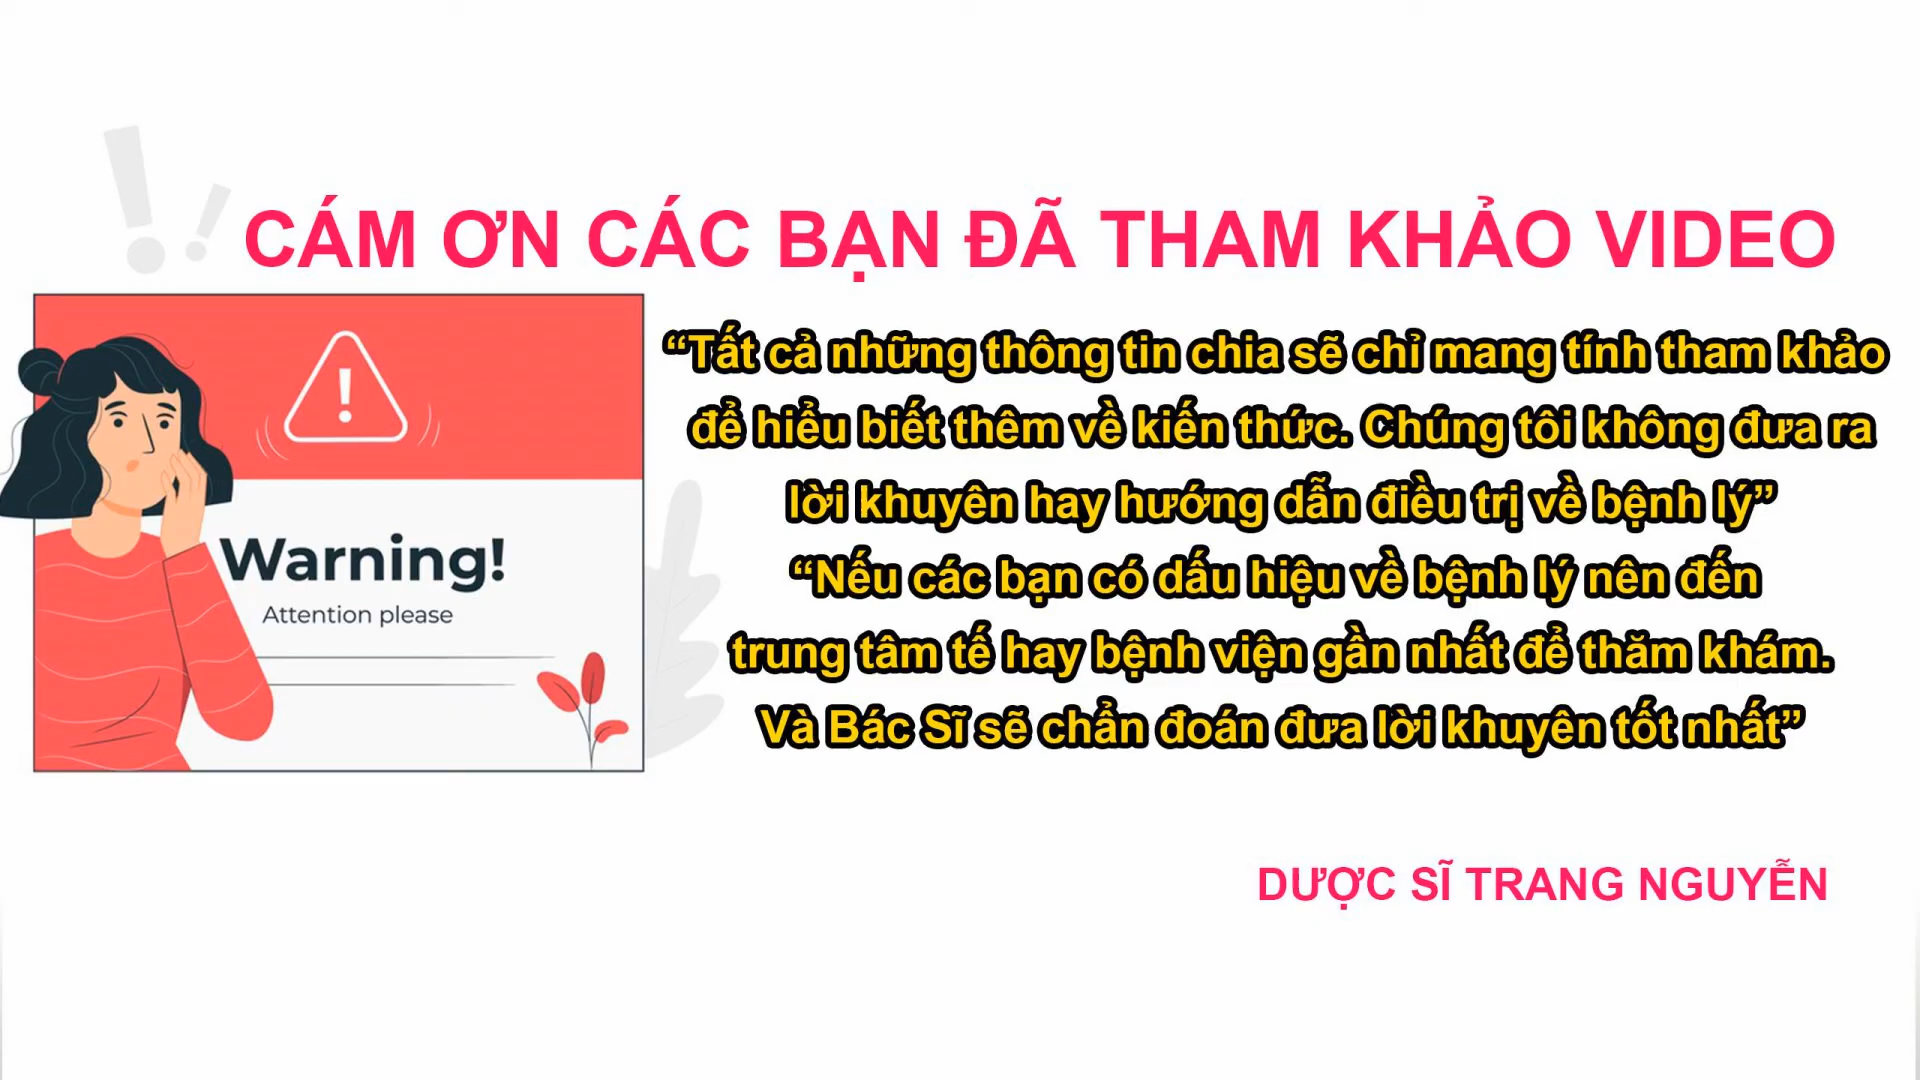 CÁM ƠN CÁC BẠN ĐÃ THAM KHẢO VIDEO
“Tất cả những thông tin chia sẽ chỉ mang tính tham khảo
để hiểu biết thêm về kiến thức. Chúng tôi không đưa ra
lời khuyên hay hướng dẫn điều trị về bệnh lý”
“Nếu các bạn có dấu hiệu về bệnh lý nên đến
trung tâm tế hay bệnh viện gần nhất để thăm khám.
Và Bác Sĩ sẽ chẩn đoán đưa lời khuyên tốt nhất”
Warning!
Attention please
DƯỢC SĨ TRANG NGUYỄN